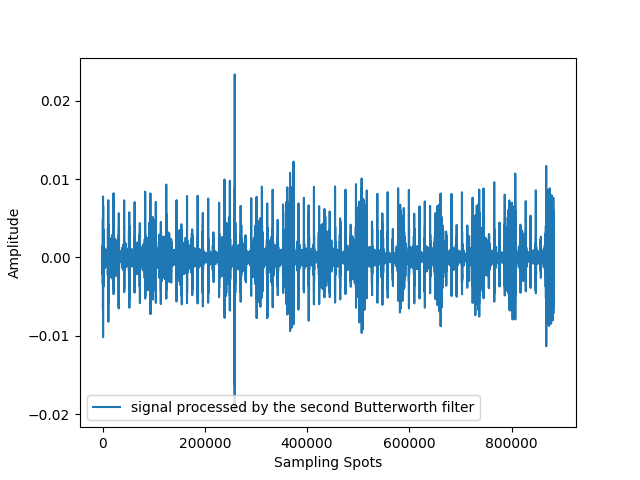 0.02
0.01
0.00
−0.01
−0.02
Amplitude
signal processed by the second Butterworth filter
0 200000 400000 600000 800000
Sampling Spots